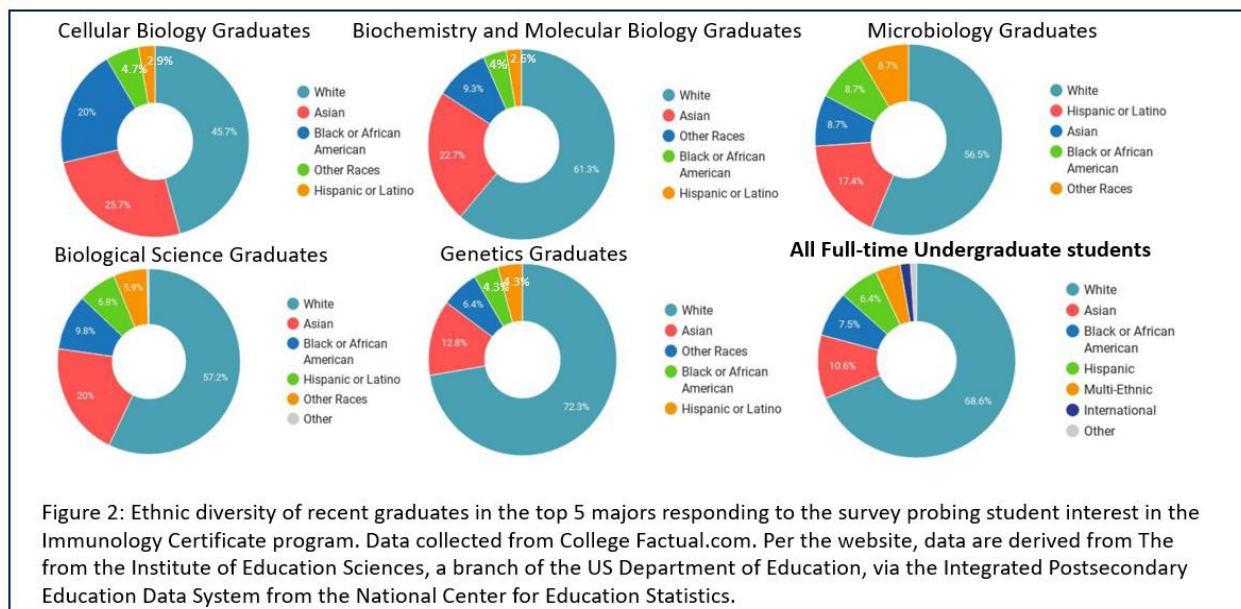 Cellular Biology Graduates
2.9%
4.7%
20%
45.7%
25.7%
White
Asian
Black or African
American
Other Races
Hispanic or Latino
Biochemistry and Molecular Biology Graduates
2.6%
4%
9.3%
22.7%
61.3%
White
Asian
Other Races
Black or African
American
Hispanic or Latino
Microbiology Graduates
8.7%
8.7%
8.7%
17.4%
56.5%
White
Hispanic or Latino
Asian
Black or African
American
Other Races
Biological Science Graduates
5.9%
6.8%
9.8%
20%
57.2%
White
Asian
Black or African
American
Hispanic or Latino
Other Races
Other
Genetics Graduates
4.3%
4.3%
6.4%
12.8%
72.3%
White
Asian
Other Races
Black or African
American
Hispanic or Latino
All Full-time Undergraduate students
6.4%
7.5%
10.6%
68.6%
White
Asian
Black or African
American
Hispanic
Multi-Ethnic
International
Other
Figure 2: Ethnic diversity of recent graduates in the top 5 majors responding to the survey probing student interest in the
Immunology Certificate program. Data collected from College Factual.com. Per the website, data are derived from The
from the Institute of Education Sciences, a branch of the US Department of Education, via the Integrated Postsecondary
Education Data System from the National Center for Education Statistics.